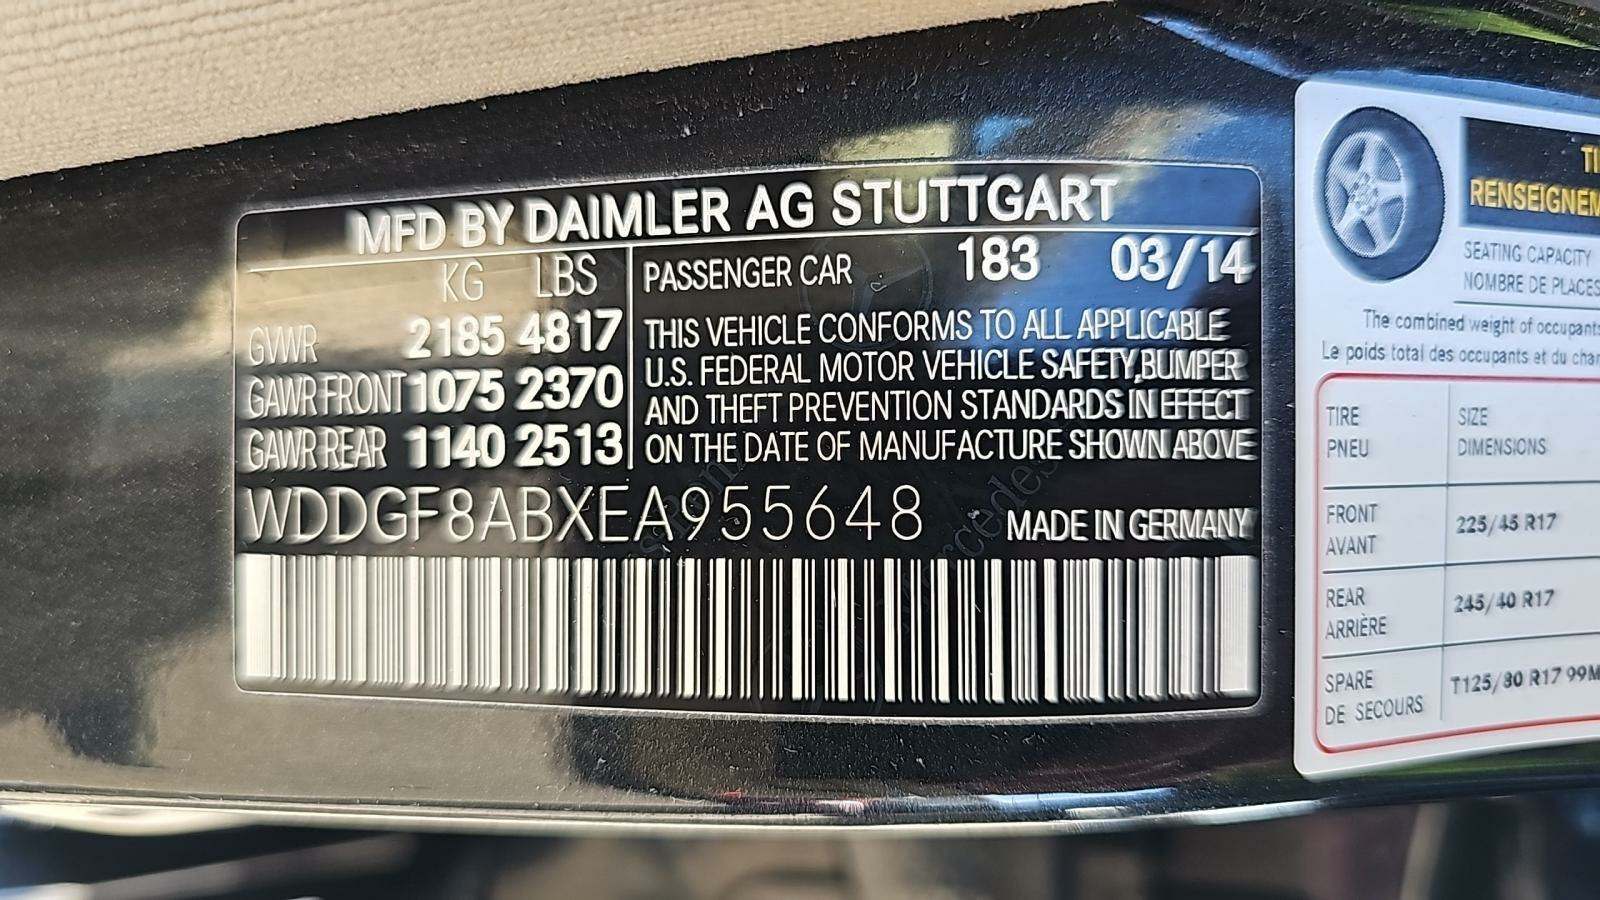 MFD BY DAIMLER AG STUTTGART
KG LBS
GVWR 2185 4817
GAWR FRONT 1075 2370
GAWR REAR 1140 2513
PASSENGER CAR 183 03/14
THIS VEHICLE CONFORMS TO ALL APPLICABLE
U.S. FEDERAL MOTOR VEHICLE SAFETY,BUMPER
AND THEFT PREVENTION STANDARDS IN EFFECT
ON THE DATE OF MANUFACTURE SHOWN ABOVE
WDDGF8ABXEA955648 MADE IN GERMANY
SEATING CAPACITY
NOMBRE DE PLACES
The combined weight of occupants
Le poids total des occupants et du
TIRE SIZE
PNEU DIMENSIONS
FRONT
AVANT 225/45 R17
REAR
ARRIÈRE 245/40 R17
SPARE
DE SECOURS T125/80 R17 99M